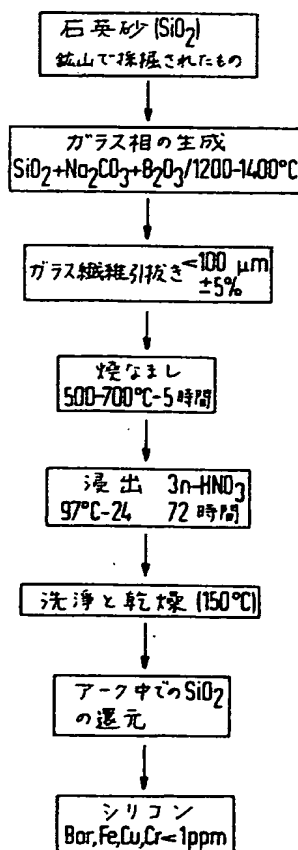 石英砂(SiO2)
鉱山で採掘されたもの
ガラス相の生成
SiO2+Na2CO3+B2O3/1200-1400°C
ガラス繊維引抜き <100 μm
±5%
焼なまし
500-700°C-5時間
浸出 3n-HNO3
97°C-24 72時間
洗浄と乾燥(150°C)
アーク中でのSiO2
の還元
シリコン
Bor,Fe,Cu,Cr<1ppm